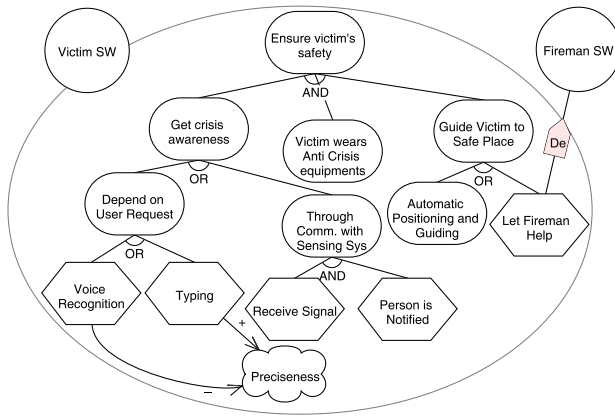 Victim SW
Ensure victim's
safety
Fireman SW
AND
Get crisis
awareness
Victim wears
Anti Crisis
equipments
Guide Victim to
Safe Place
De
OR
OR
Depend on
User Request
Through
Comm. with
Sensing Sys
Automatic
Positioning and
Guiding
Let Fireman
Help
OR
AND
Voice
Recognition
Typing
Receive Signal
Person is
Notified
+
Preciseness
–